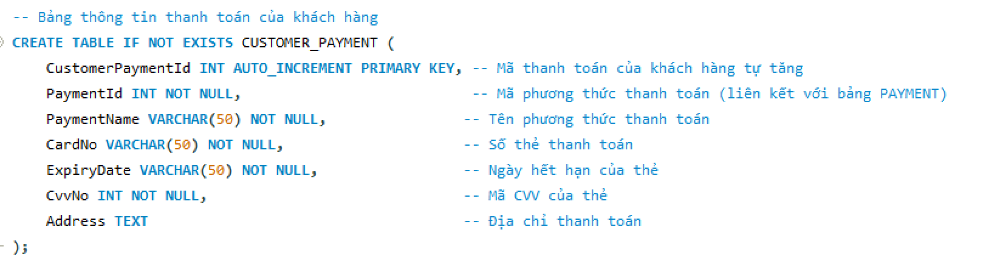 -- Bảng thông tin thanh toán của khách hàng
CREATE TABLE IF NOT EXISTS CUSTOMER_PAYMENT (
CustomerPaymentId INT AUTO_INCREMENT PRIMARY KEY, -- Mã thanh toán của khách hàng tự tăng
PaymentId INT NOT NULL, -- Mã phương thức thanh toán (liên kết với bảng PAYMENT)
PaymentName VARCHAR(50) NOT NULL, -- Tên phương thức thanh toán
CardNo VARCHAR(50) NOT NULL, -- Số thẻ thanh toán
ExpiryDate VARCHAR(50) NOT NULL, -- Ngày hết hạn của thẻ
CvvNo INT NOT NULL, -- Mã CVV của thẻ
Address TEXT -- Địa chỉ thanh toán
);